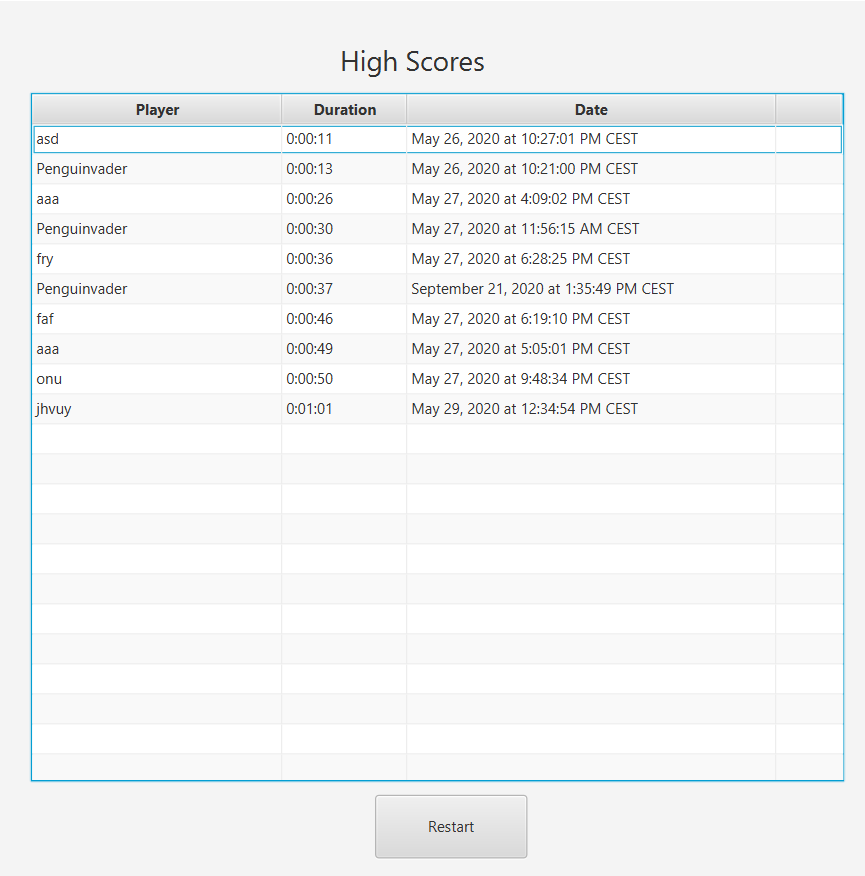 High Scores
Player Duration Date
asd 0:00:11 May 26, 2020 at 10:27:01 PM CEST
Penguinvader 0:00:13 May 26, 2020 at 10:21:00 PM CEST
aaa 0:00:26 May 27, 2020 at 4:09:02 PM CEST
Penguinvader 0:00:30 May 27, 2020 at 11:56:15 AM CEST
fry 0:00:36 May 27, 2020 at 6:28:25 PM CEST
Penguinvader 0:00:37 September 21, 2020 at 1:35:49 PM CEST
faf 0:00:46 May 27, 2020 at 6:19:10 PM CEST
aaa 0:00:49 May 27, 2020 at 5:05:01 PM CEST
onu 0:00:50 May 27, 2020 at 9:48:34 PM CEST
jhvuy 0:01:01 May 29, 2020 at 12:34:54 PM CEST
Restart